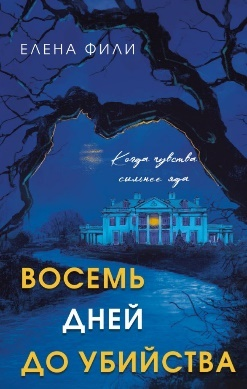 ЕЛЕНА ФИЛИ
Когда чувства
сильнее яда
ВОСЕМЬ
ДНЕЙ
ДО УБИЙСТВА